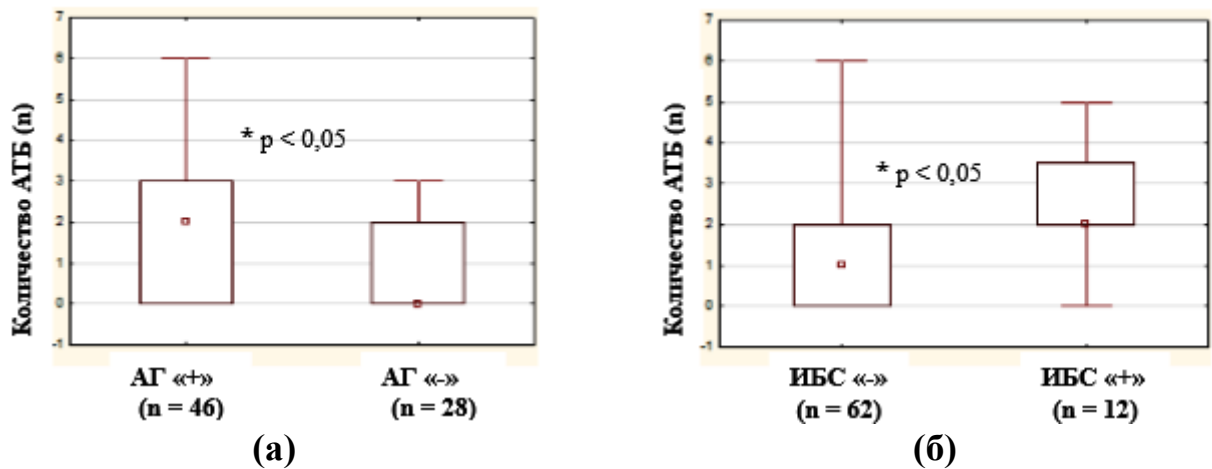 Количество АТБ (n)
7
6
5
4
3
2
1
0
-1
* p < 0,05
АГ «+»
(n = 46)
АГ «-»
(n = 28)
(а)
Количество АТБ (n)
7
6
5
4
3
2
1
0
-1
* p < 0,05
ИБС «-»
(n = 62)
ИБС «+»
(n = 12)
(б)